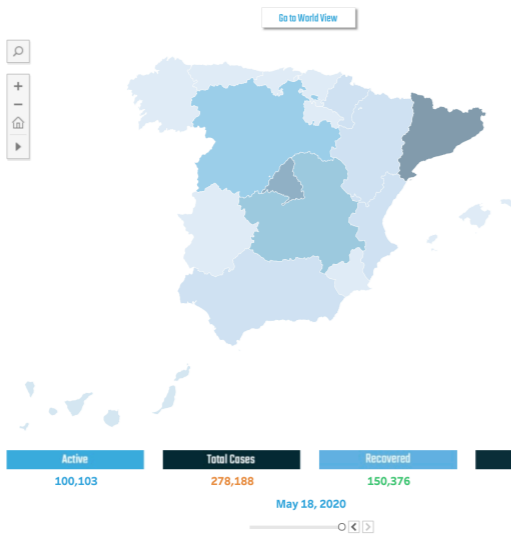 Go to World View
Active
Total Cases
Recovered
100,103
278,188
150,376
May 18, 2020